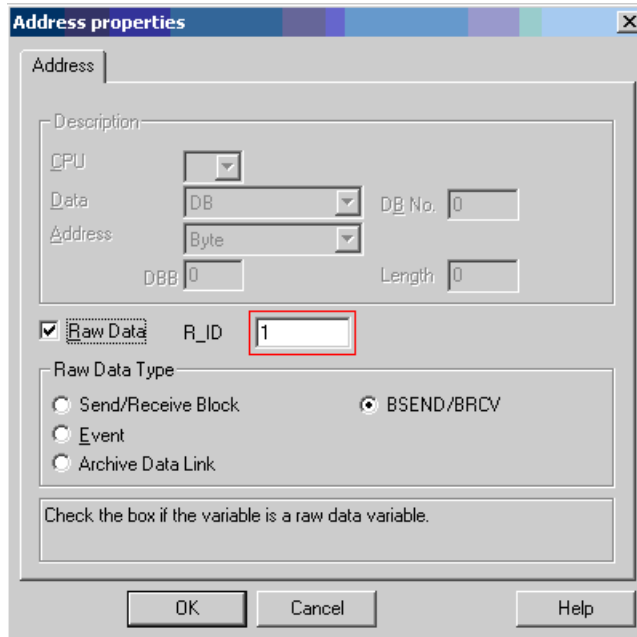 Address properties
Address
Description
CPU
Data DB DB No. 0
Address Byte
DBB 0 Length 0
Raw Data R_ID 1
Raw Data Type
Send/Receive Block BSEND/BRCV
Event
Archive Data Link
Check the box if the variable is a raw data variable.
OK Cancel Help